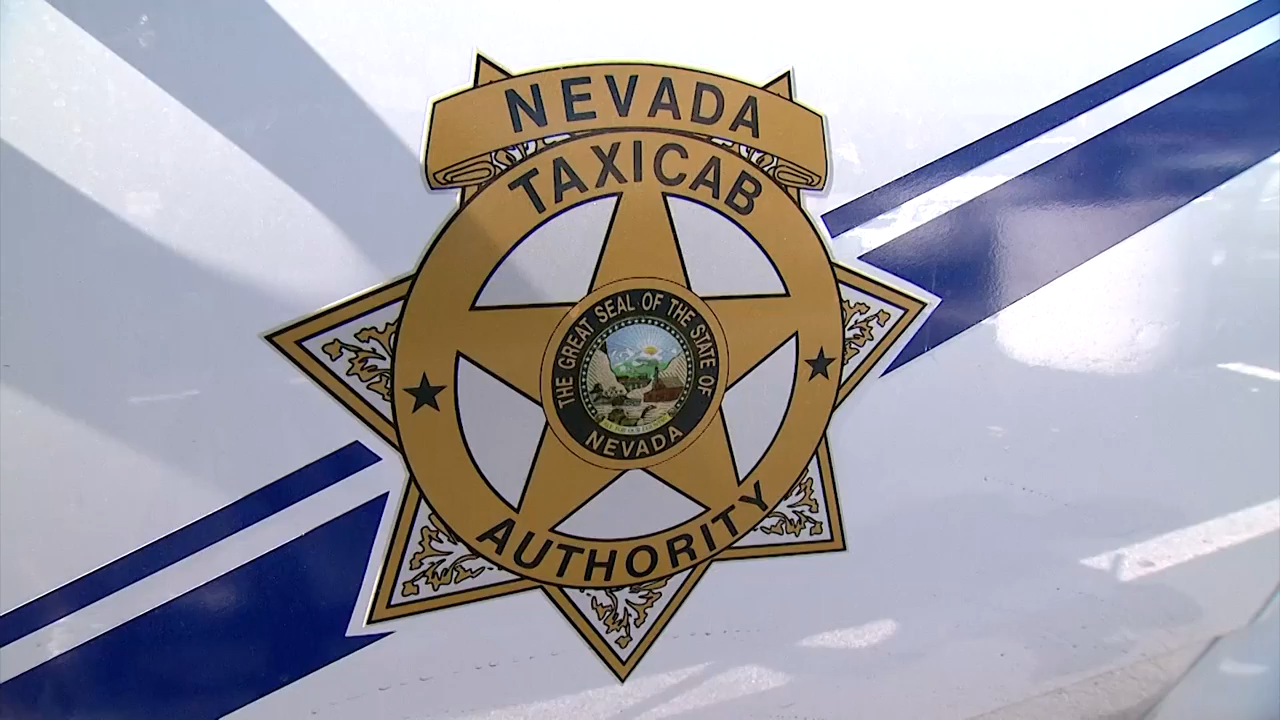 NEVADA
TAXICAB
THE GREAT SEAL OF THE STATE OF
NEVADA
AUTHORITY